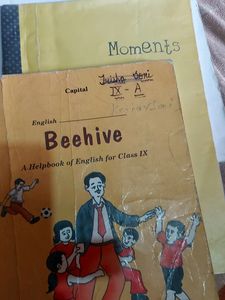 Moments
Capital
IX - A
English
Beehive
A Helpbook of English for Class IX